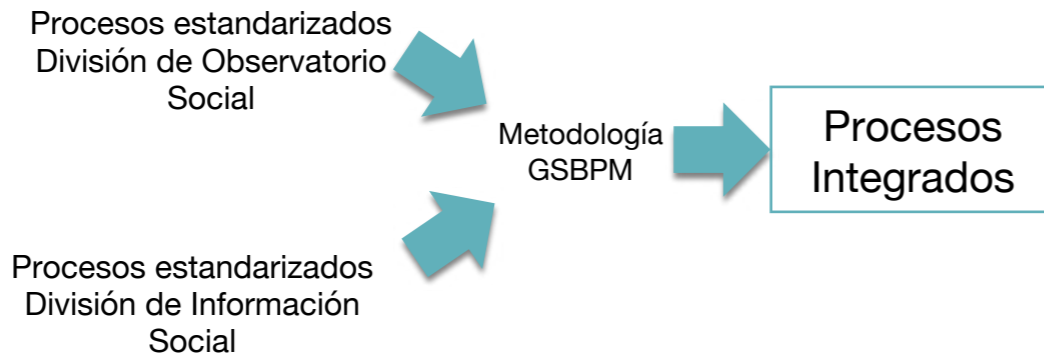 Procesos estandarizados
División de Observatorio
Social
Metodología
GSBPM
Procesos
Integrados
Procesos estandarizados
División de Información
Social